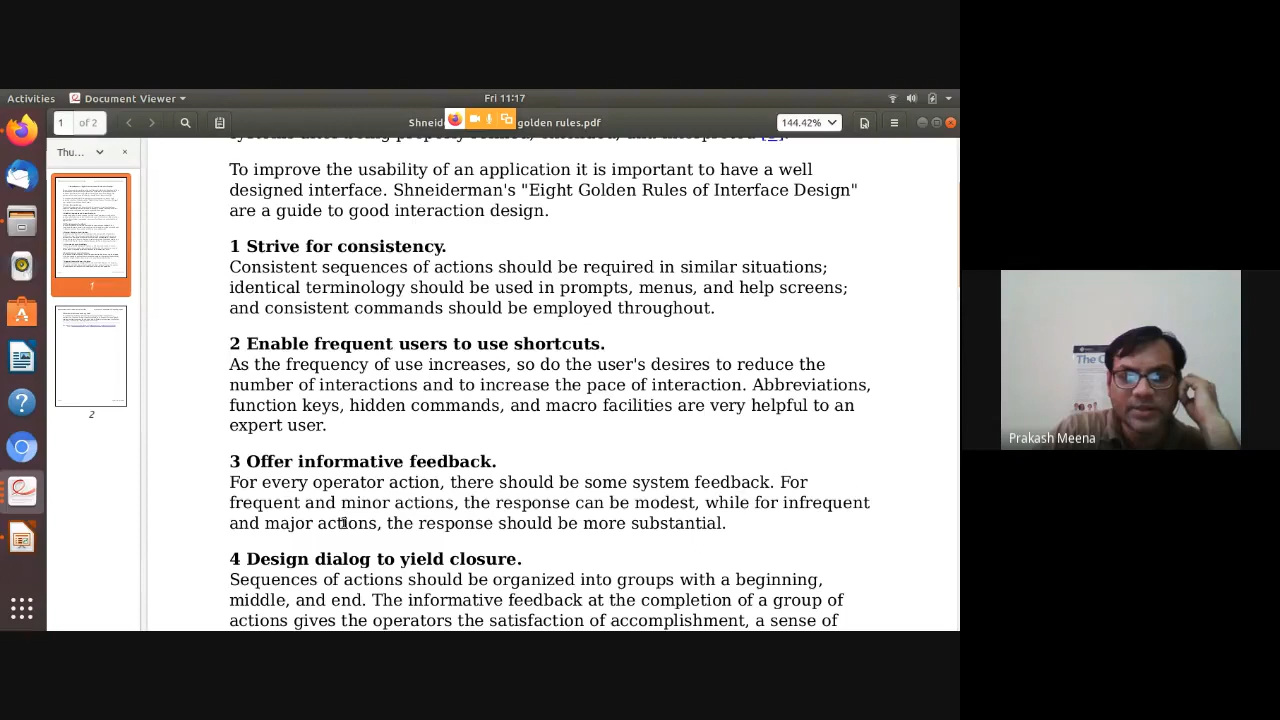 Activities Document Viewer Fri 11:17
1 of 2
golden rules.pdf
144.42%
Thu...
To improve the usability of an application it is important to have a well
designed interface. Shneiderman's "Eight Golden Rules of Interface Design"
are a guide to good interaction design.
1 Strive for consistency.
Consistent sequences of actions should be required in similar situations;
identical terminology should be used in prompts, menus, and help screens;
and consistent commands should be employed throughout.
2 Enable frequent users to use shortcuts.
As the frequency of use increases, so do the user's desires to reduce the
number of interactions and to increase the pace of interaction. Abbreviations,
function keys, hidden commands, and macro facilities are very helpful to an
expert user.
3 Offer informative feedback.
For every operator action, there should be some system feedback. For
frequent and minor actions, the response can be modest, while for infrequent
and major actions, the response should be more substantial.
4 Design dialog to yield closure.
Sequences of actions should be organized into groups with a beginning,
middle, and end. The informative feedback at the completion of a group of
actions gives the operators the satisfaction of accomplishment, a sense of
1
2
The
Prakash Meena